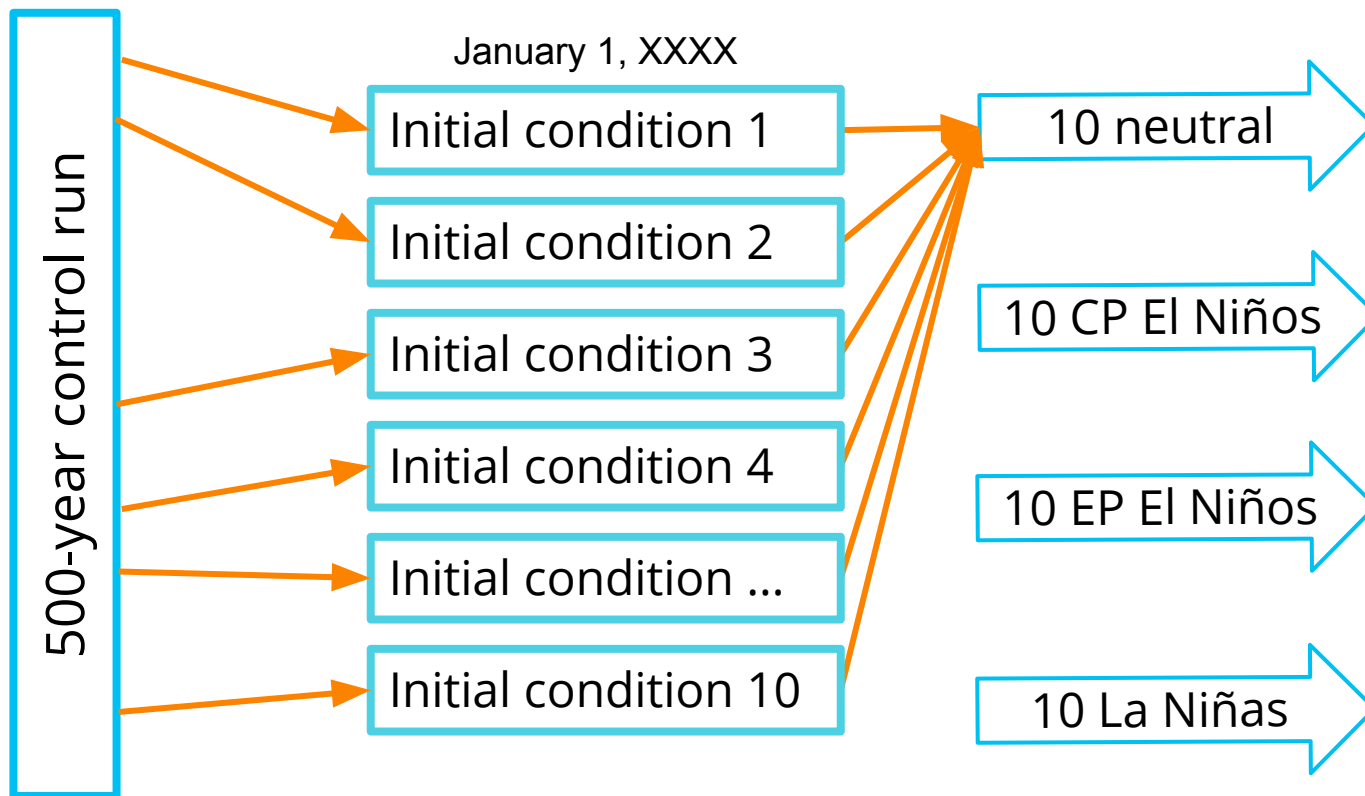 500-year control run
January 1, XXXX
Initial condition 1
Initial condition 2
Initial condition 3
Initial condition 4
Initial condition ...
Initial condition 10
10 neutral
10 CP El Niños
10 EP El Niños
10 La Niñas